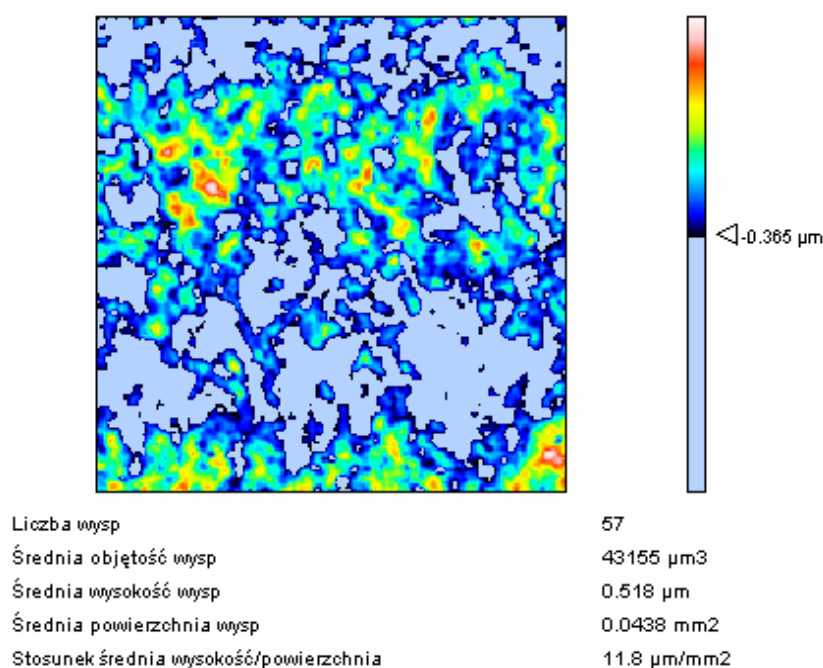 -0.365 µm
Liczba wysp 57
Średnia objętość wysp 43155 µm3
Średnia wysokość wysp 0.518 µm
Średnia powierzchnia wysp 0.0438 mm2
Stosunek średnia wysokość/powierzchnia 11.8 µm/mm2